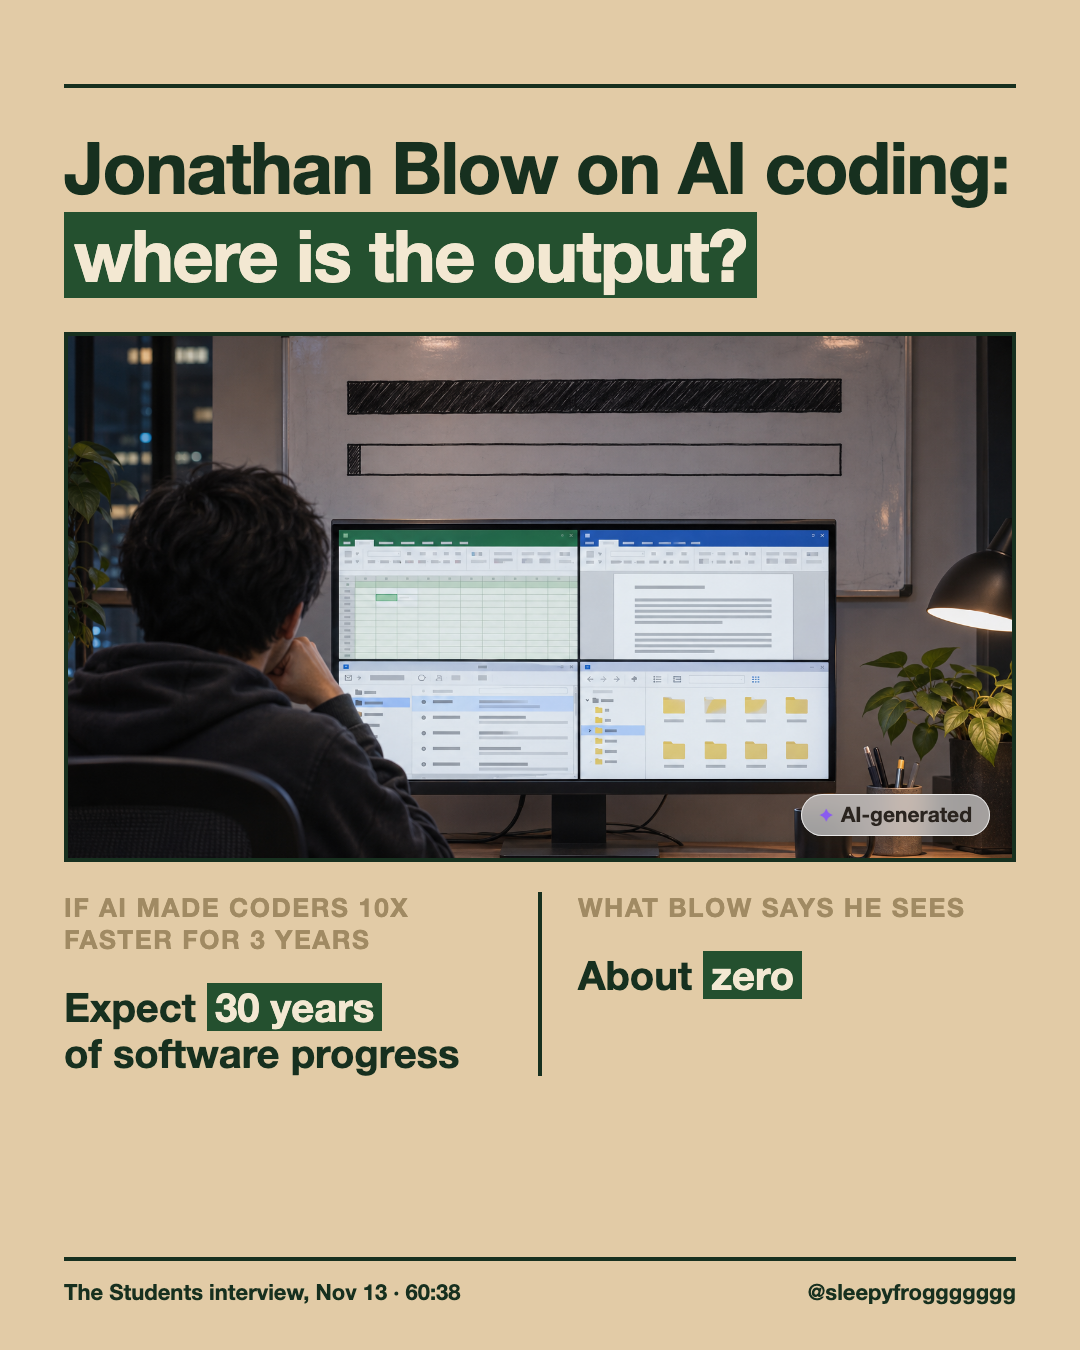 Jonathan Blow on AI coding:
where is the output?
AI-generated
IF AI MADE CODERS 10X
FASTER FOR 3 YEARS
Expect 30 years
of software progress
WHAT BLOW SAYS HE SEES
About zero
The Students interview, Nov 13 · 60:38
@sleepyfroggggggg